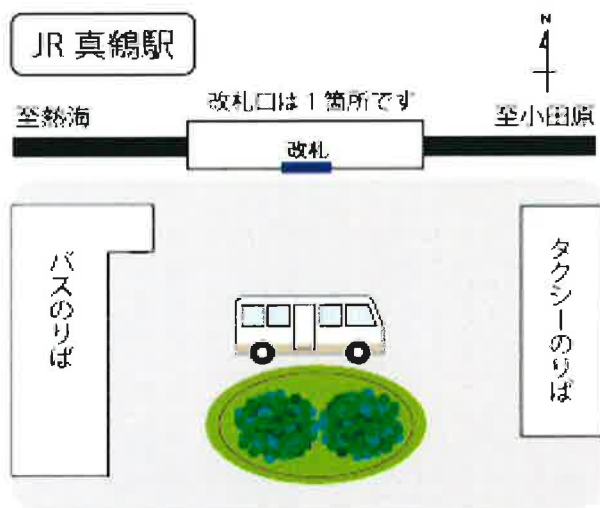 JR 真鶴駅
N
改札口は1箇所です
至熱海
至小田原
改札
バスのりば
タクシーのりば